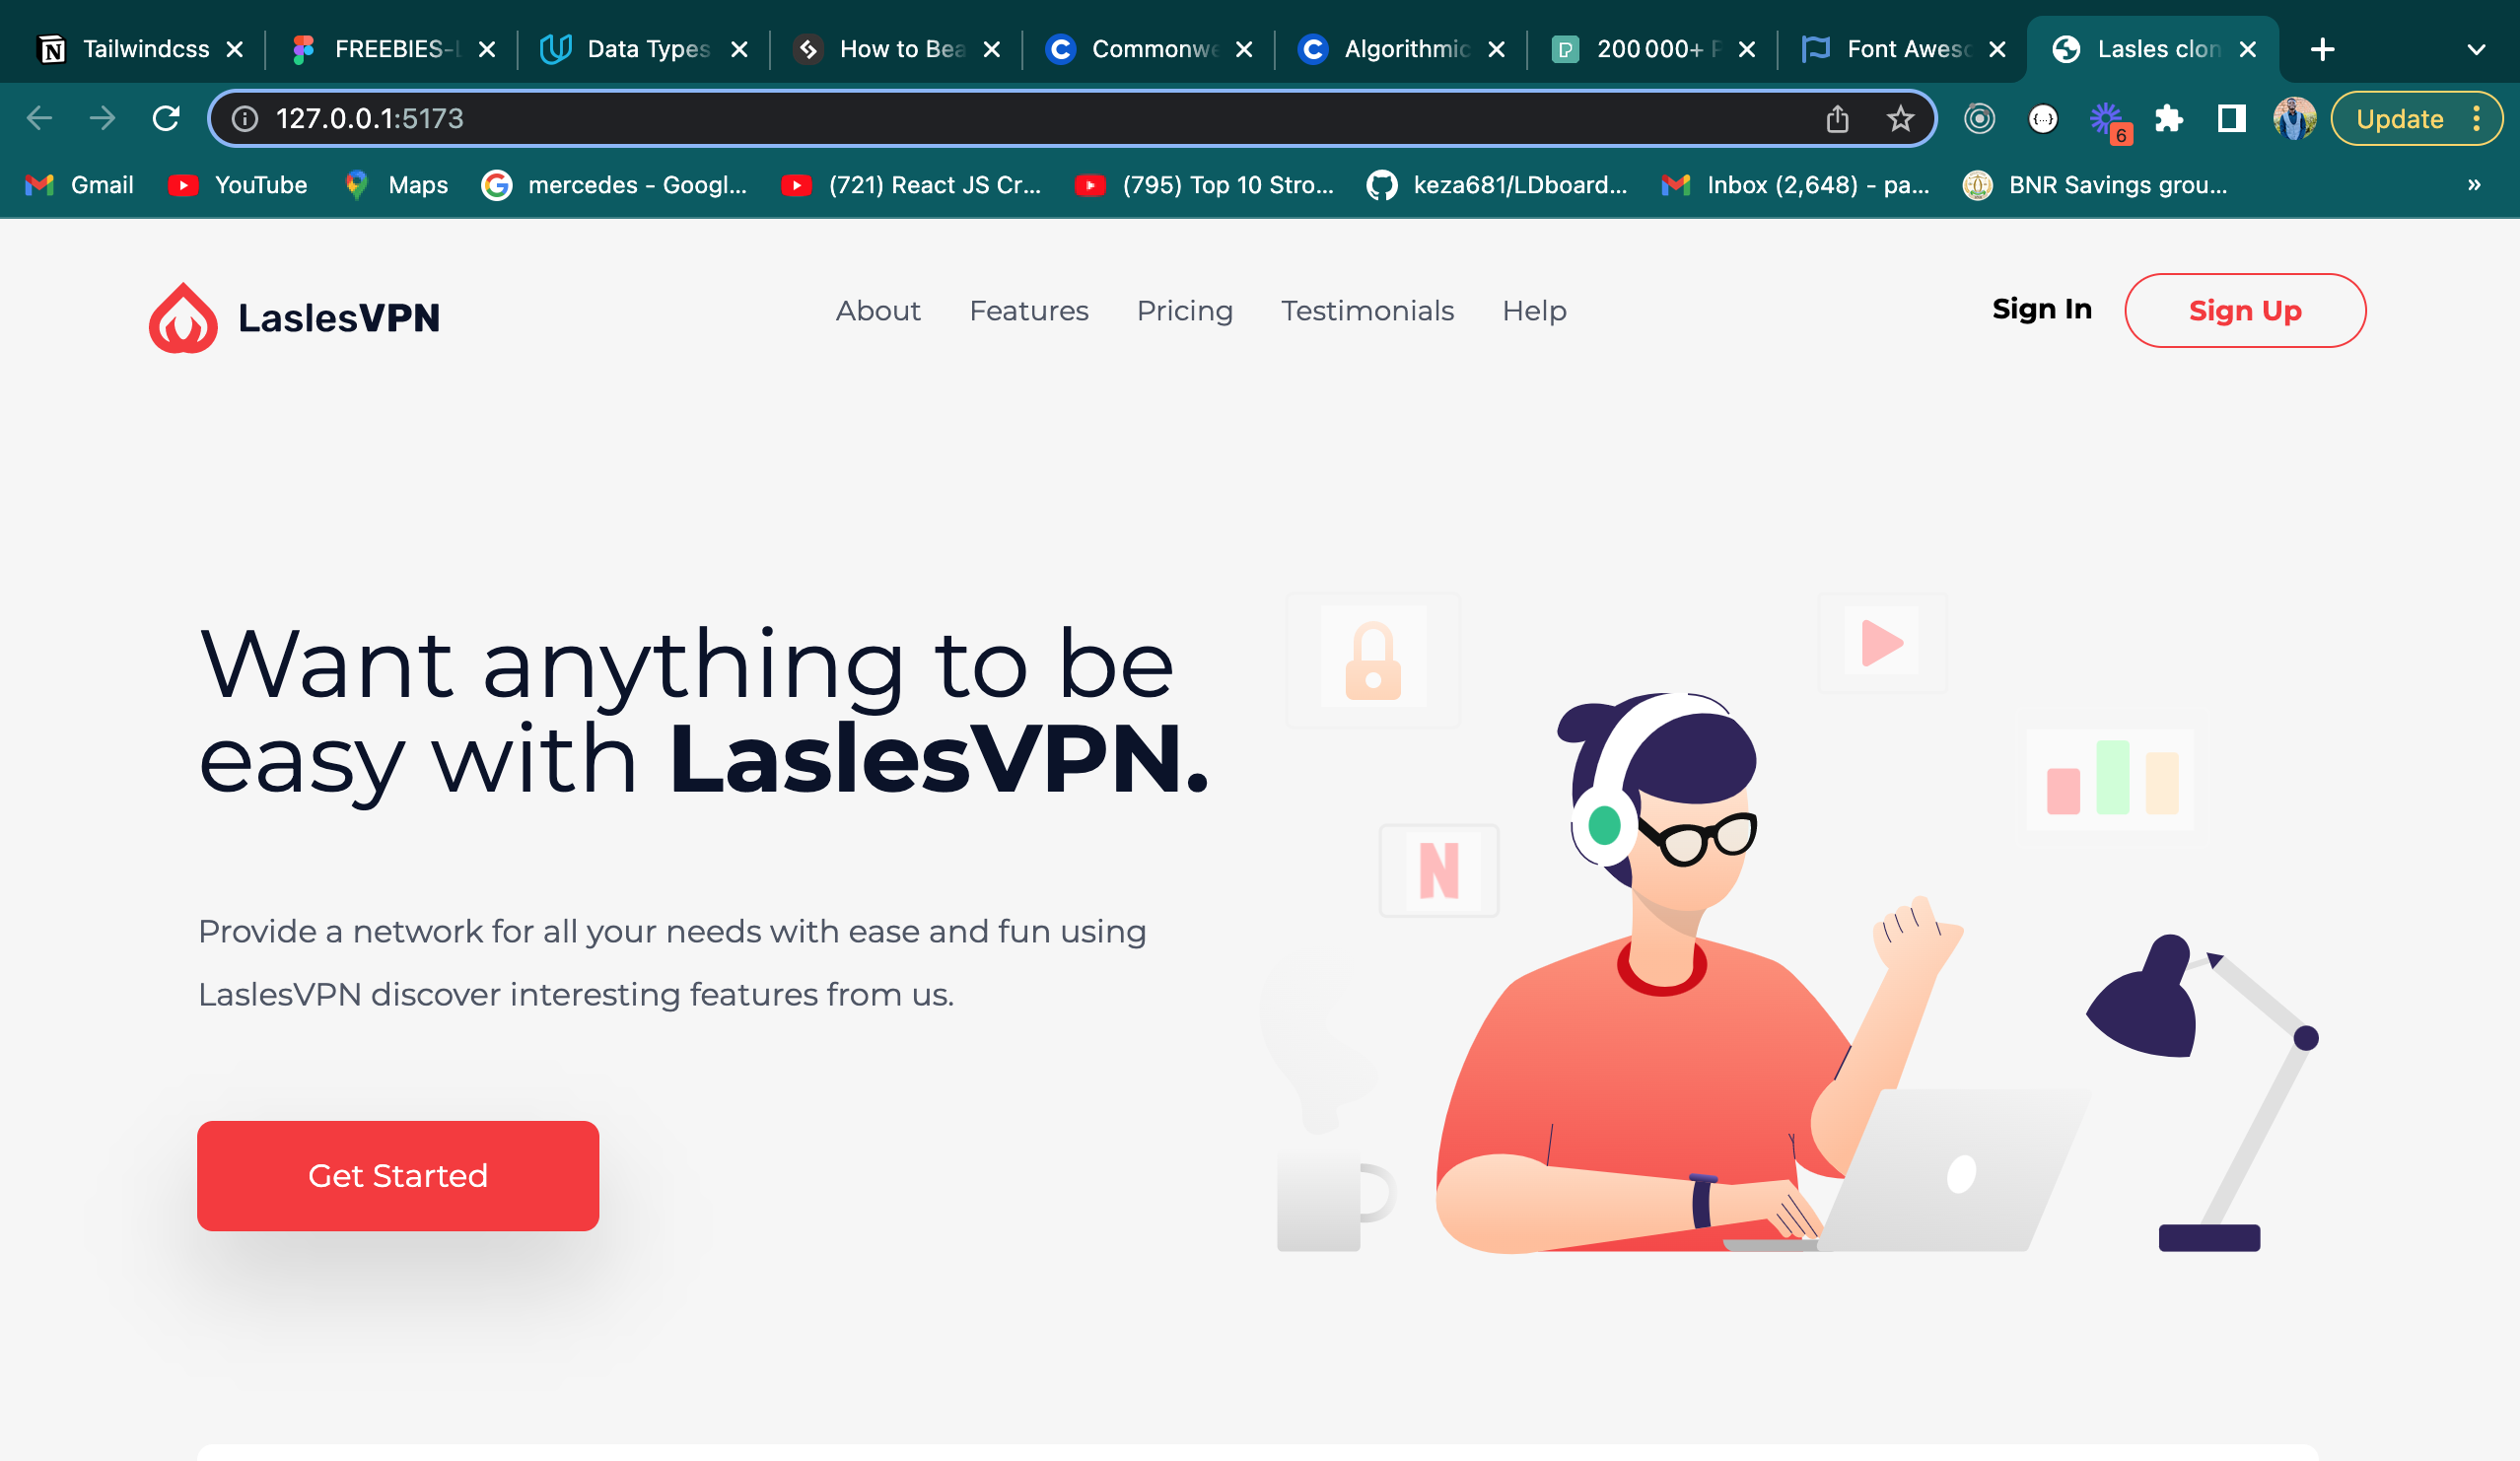 Tailwindcss
FREEBIES-
Data Types
How to Bea
Commonwe
Algorithmic
200 000+
Font Aweso
Lasles clon
127.0.0.1:5173
6
Update
Gmail
YouTube
Maps
mercedes - Googl...
(721) React JS Cr...
(795) Top 10 Stro...
keza681/LDboard...
Inbox (2,648) - pa...
BNR Savings grou...
LaslesVPN
About
Features
Pricing
Testimonials
Help
Sign In
Sign Up
Want anything to be
easy with LaslesVPN.
N
Provide a network for all your needs with ease and fun using
LaslesVPN discover interesting features from us.
Get Started